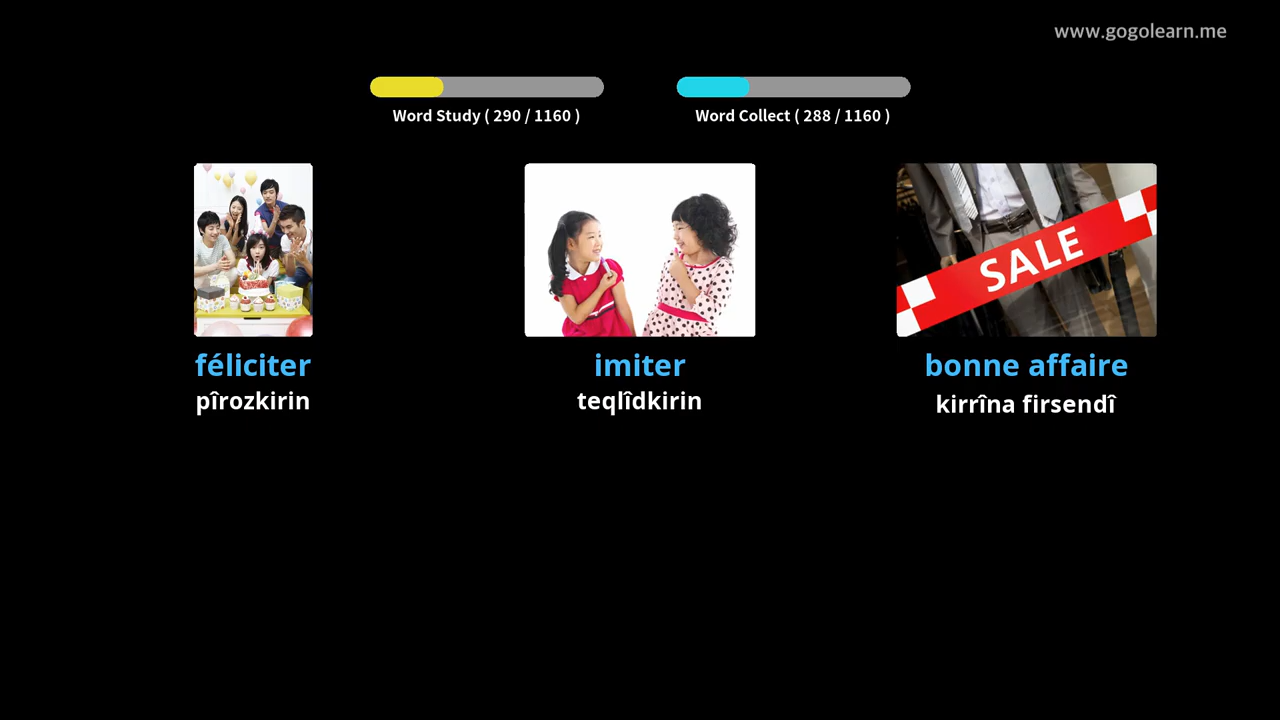 www.gogolearn.me
Word Study ( 290 / 1160 )
Word Collect ( 288 / 1160 )
SALE
féliciter
imiter
bonne affaire
pîrozkirin
teqlîdkirin
kirrîna firsendî